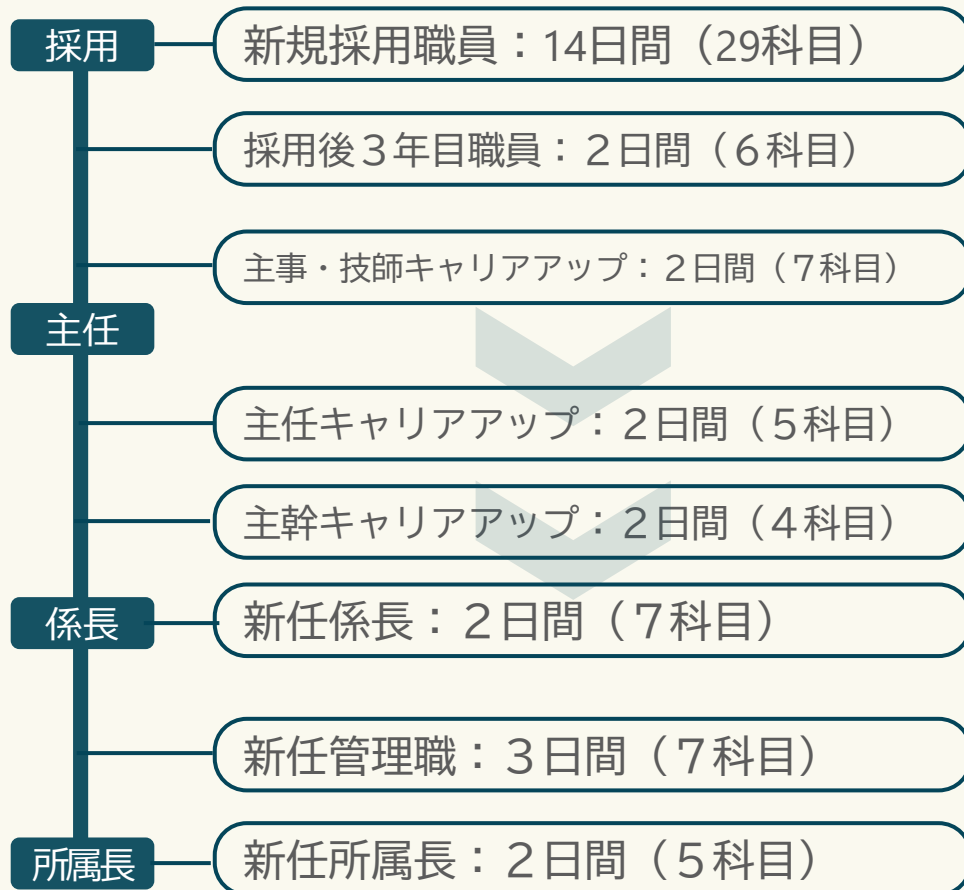 採用
新規採用職員：14日間（29科目）
採用後３年目職員：２日間（６科目）
主事・技師キャリアアップ：２日間（７科目）
主任
主任キャリアアップ：２日間（５科目）
主幹キャリアアップ：２日間（４科目）
係長
新任係長：２日間（７科目）
新任管理職：３日間（７科目）
所属長
新任所属長：２日間（５科目）